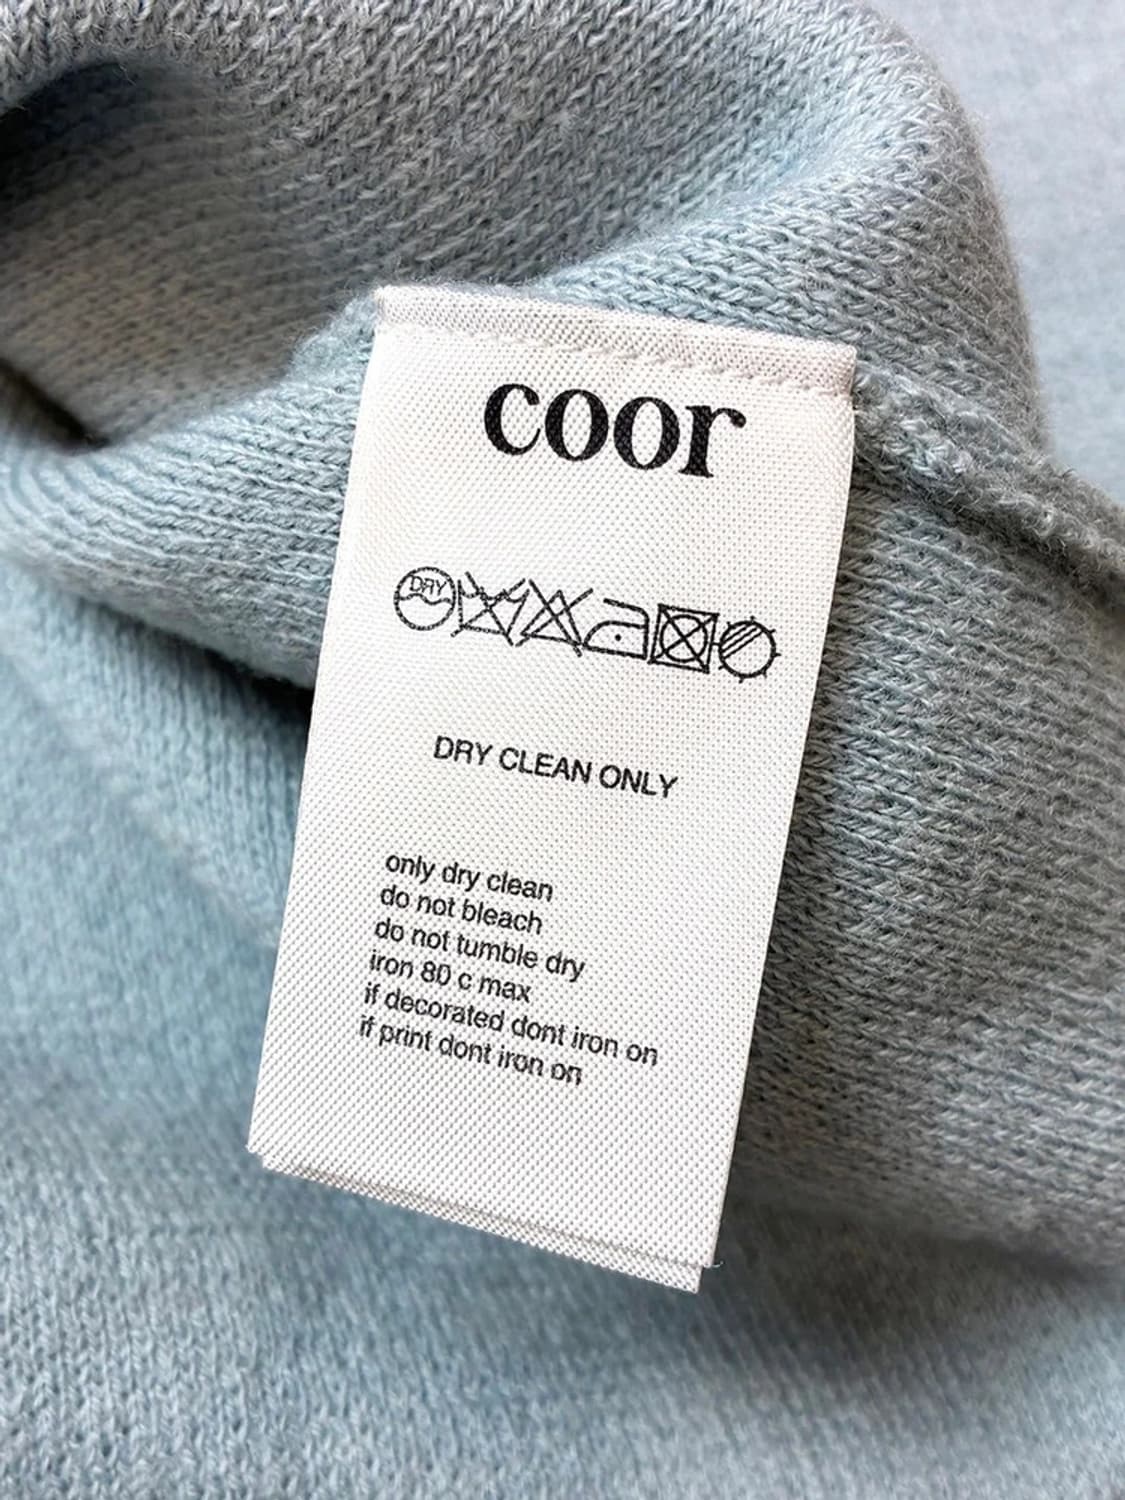 coor
DRY
DRY CLEAN ONLY
only dry clean
do not bleach
do not tumble dry
iron 80 c max
if decorated dont iron on
if print dont iron on